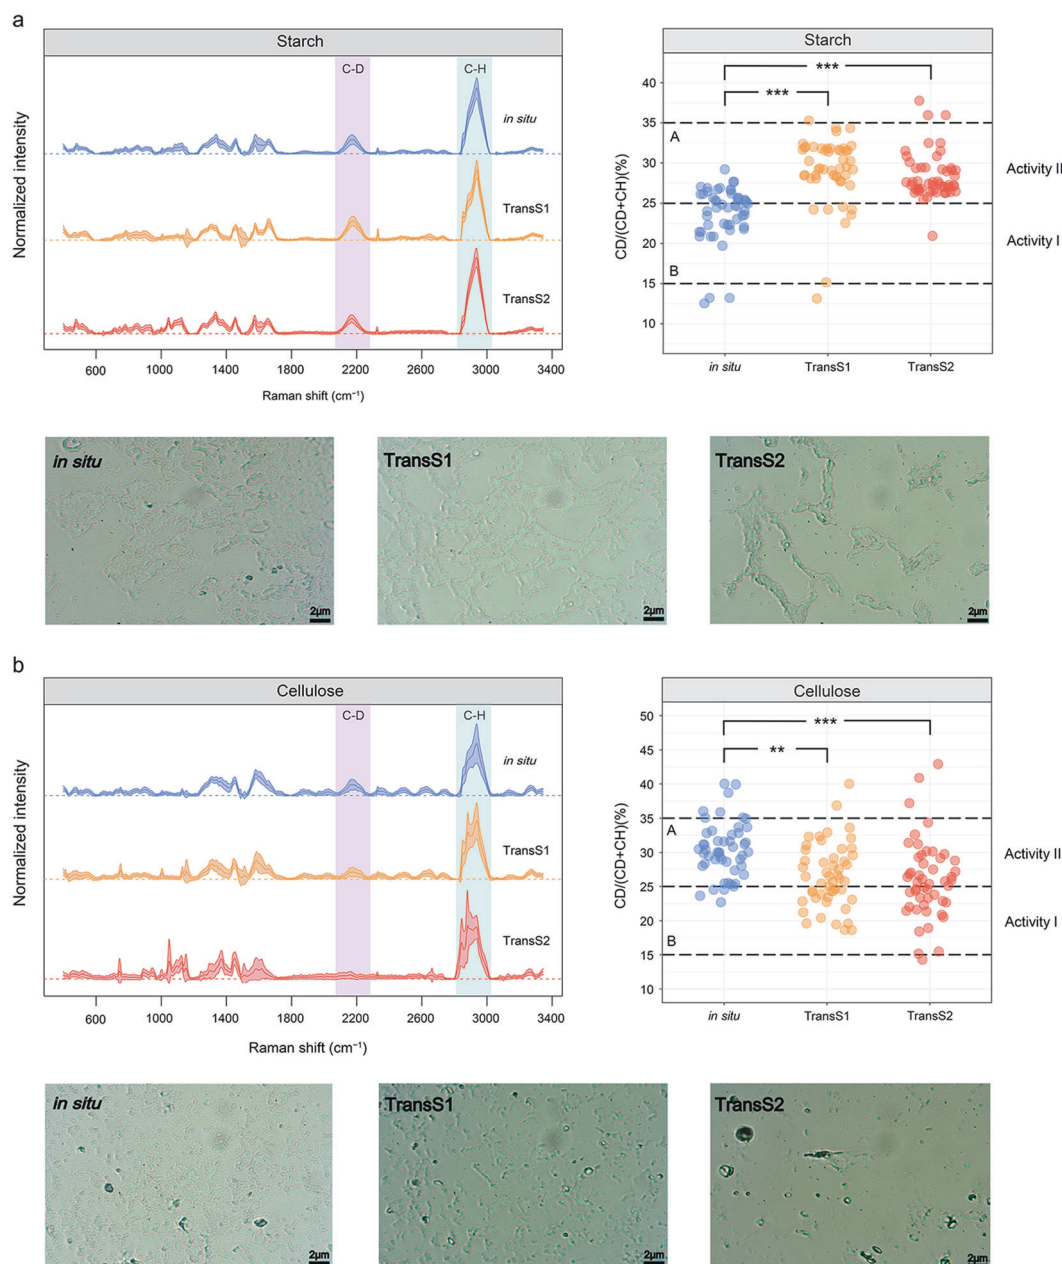 a
Starch
C-D
C-H
in situ
TransS1
TransS2
Normalized intensity
600 1000 1400 1800 2200 2600 3000 3400
Raman shift (cm⁻¹)
Starch
***
***
40
35
30
25
20
15
10
A
B
CD/(CD+CH)(%)
Activity II
Activity I
in situ TransS1 TransS2
in situ
2μm
TransS1
2μm
TransS2
2μm
b
Cellulose
C-D
C-H
in situ
TransS1
TransS2
Normalized intensity
600 1000 1400 1800 2200 2600 3000 3400
Raman shift (cm⁻¹)
Cellulose
***
**
50
45
40
35
30
25
20
15
10
A
B
CD/(CD+CH)(%)
Activity II
Activity I
in situ TransS1 TransS2
in situ
2μm
TransS1
2μm
TransS2
2μm